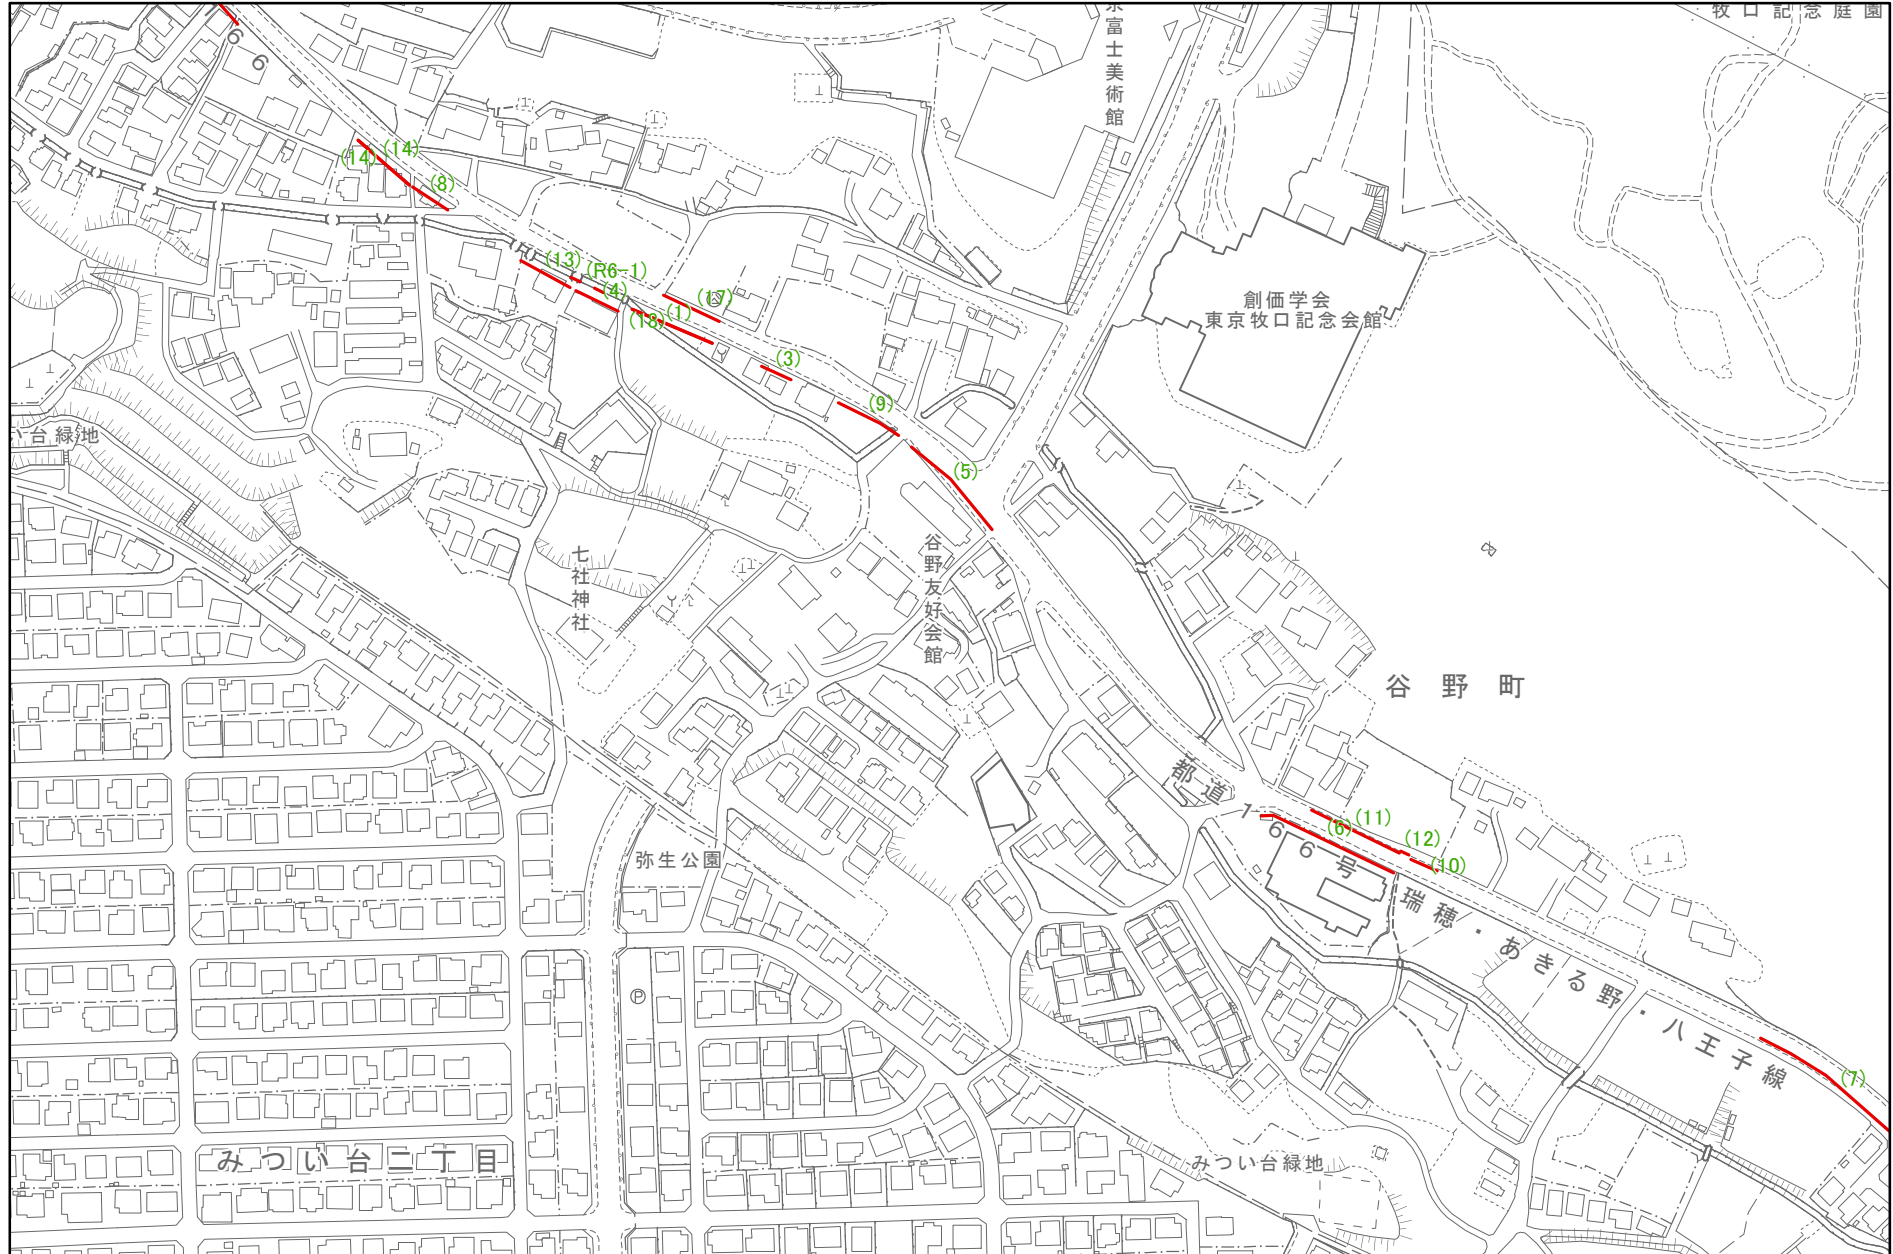 牧口記念庭園
京富士美術館
166
(14)
(14)
(8)
(13)
(R6-1)
(4)
(17)
(18)
(1)
創価学会
東京牧口記念会館
(3)
(9)
い台緑地
(5)
七社神社
谷野友好会館
谷野町
都道166号
瑞穂・あきる野・八王子線
(11)
(6)
(12)
(10)
弥生公園
P
(7)
みつい台二丁目
みつい台緑地